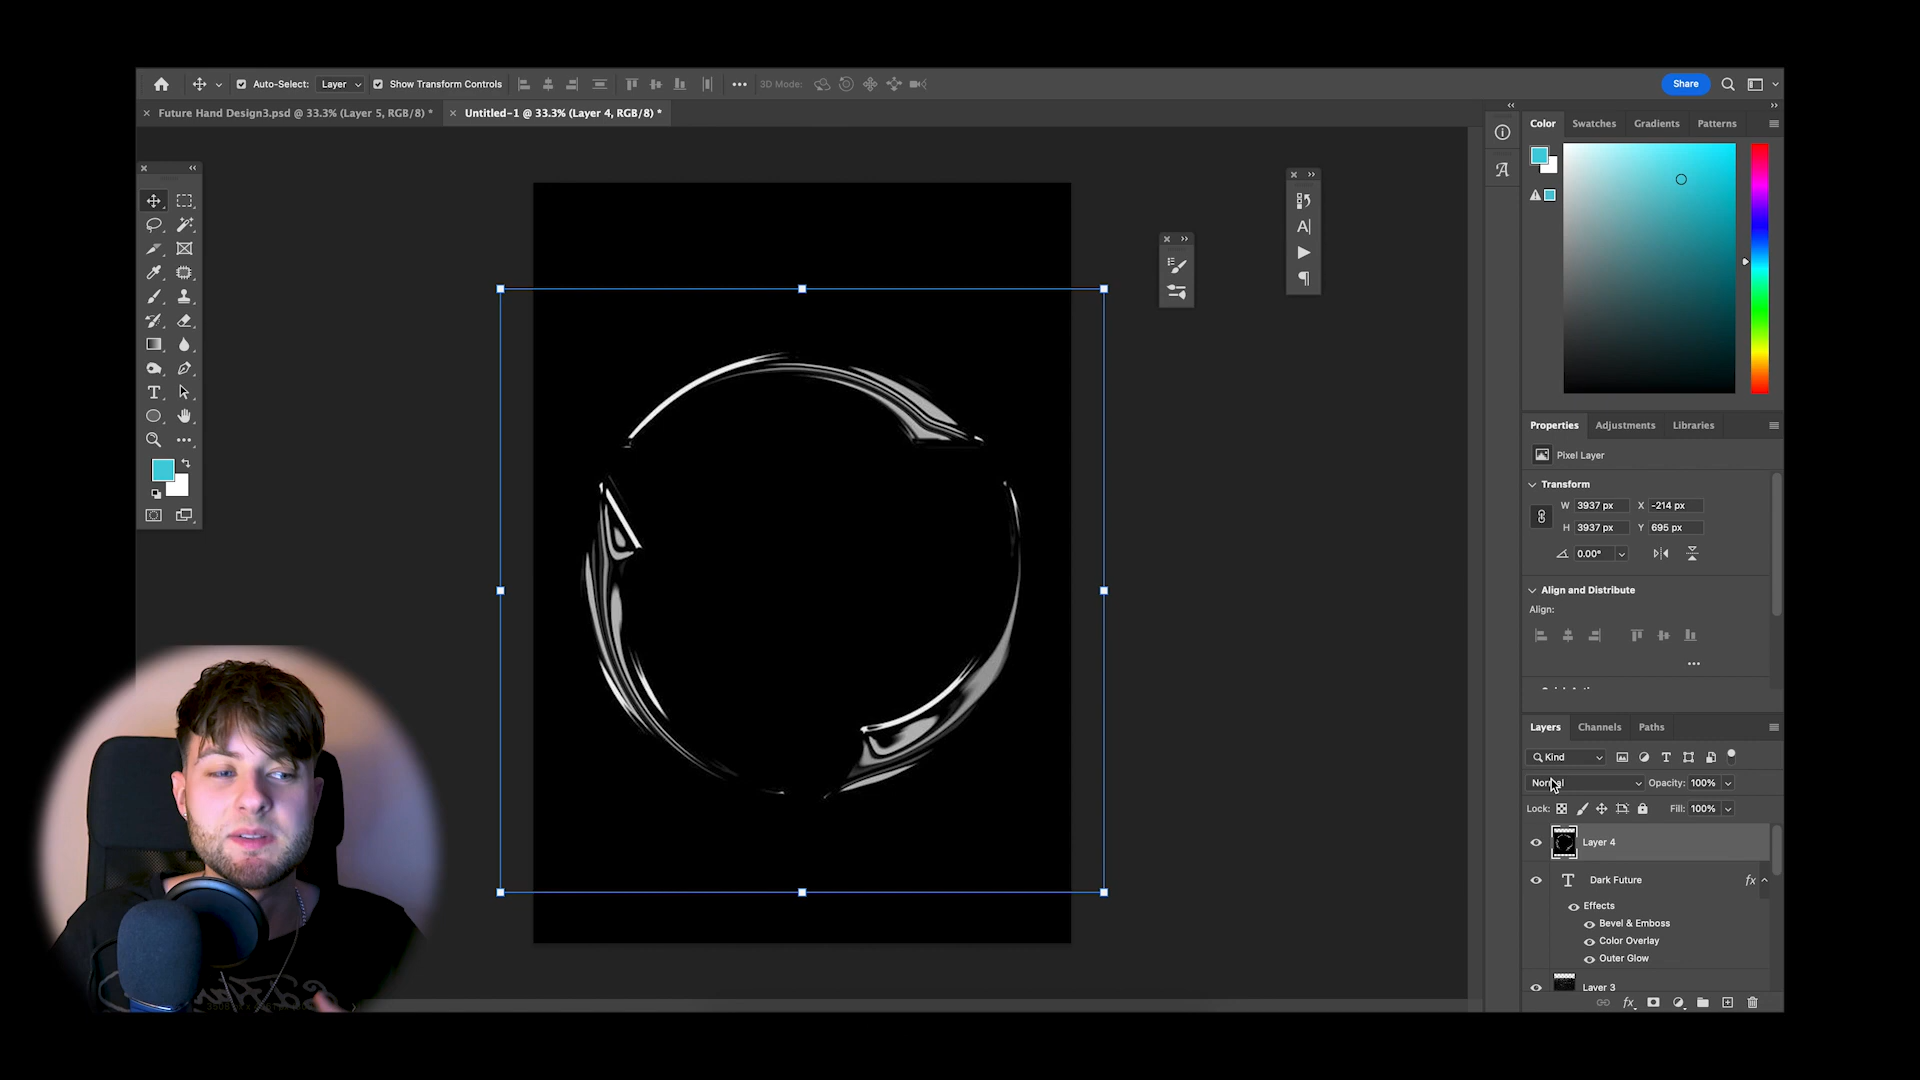 Auto-Select: Layer Show Transform Controls 3D Mode: Share
Future Hand Design3.psd @ 33.3% (Layer 5, RGB/8) * Untitled-1 @ 33.3% (Layer 4, RGB/8) *
Color Swatches Gradients Patterns
Properties Adjustments Libraries
Pixel Layer
Transform
W 3937 px X -214 px
H 3937 px Y 695 px
0.00°
Align and Distribute
Align:
Layers Channels Paths
Kind
Normal Opacity: 100%
Lock: Fill: 100%
Layer 4
T Dark Future fx
Effects
Bevel & Emboss
Color Overlay
Outer Glow
Layer 3
fx